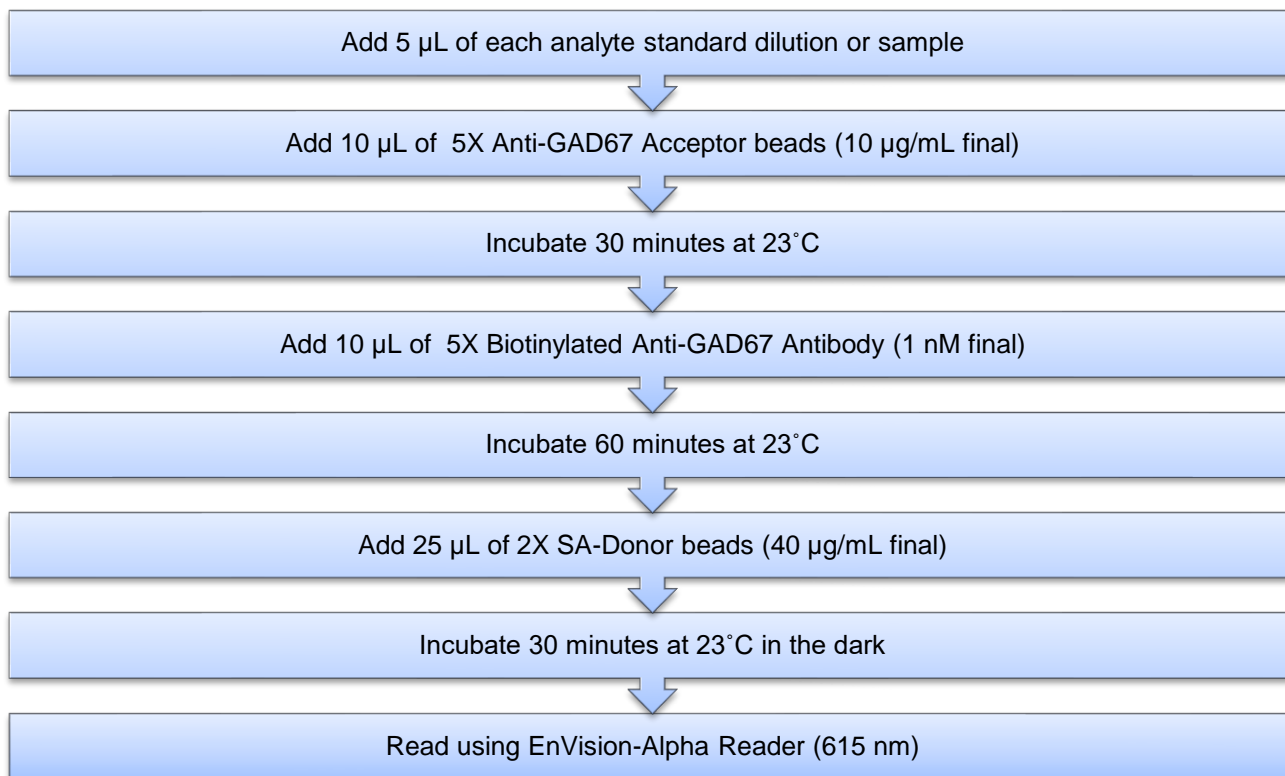 Add 5 µL of each analyte standard dilution or sample
Add 10 µL of  5X Anti-GAD67 Acceptor beads (10 µg/mL final)
Incubate 30 minutes at 23˚C
Add 10 µL of  5X Biotinylated Anti-GAD67 Antibody (1 nM final)
Incubate 60 minutes at 23˚C
Add 25 µL of 2X SA-Donor beads (40 µg/mL final)
Incubate 30 minutes at 23˚C in the dark
Read using EnVision-Alpha Reader (615 nm)